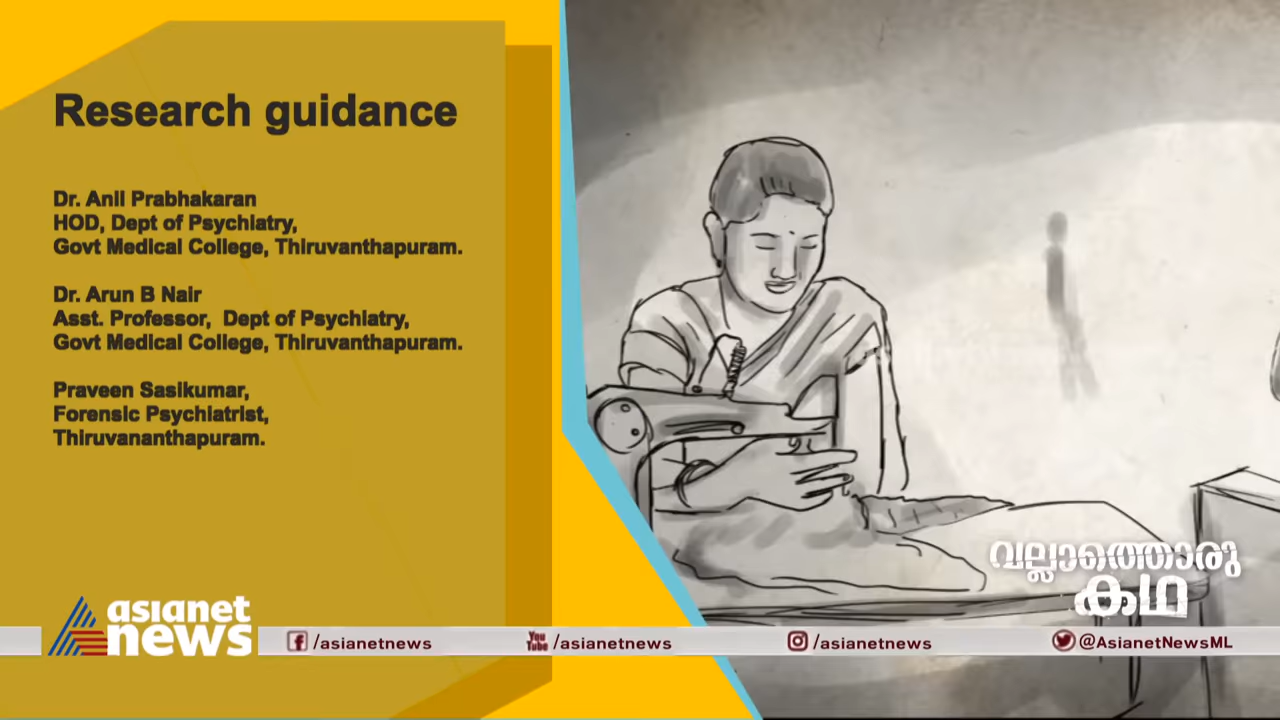 Research guidance
Dr. Anil Prabhakaran
HOD, Dept of Psychiatry,
Govt Medical College, Thiruvanthapuram.
Dr. Arun B Nair
Asst. Professor, Dept of Psychiatry,
Govt Medical College, Thiruvanthapuram.
Praveen Sasikumar,
Forensic Psychiatrist,
Thiruvananthapuram.
വല്ലാത്തൊരു
കഥ
asianet
news
/asianetnews
You
Tube
/asianetnews
/asianetnews
@AsianetNewsML